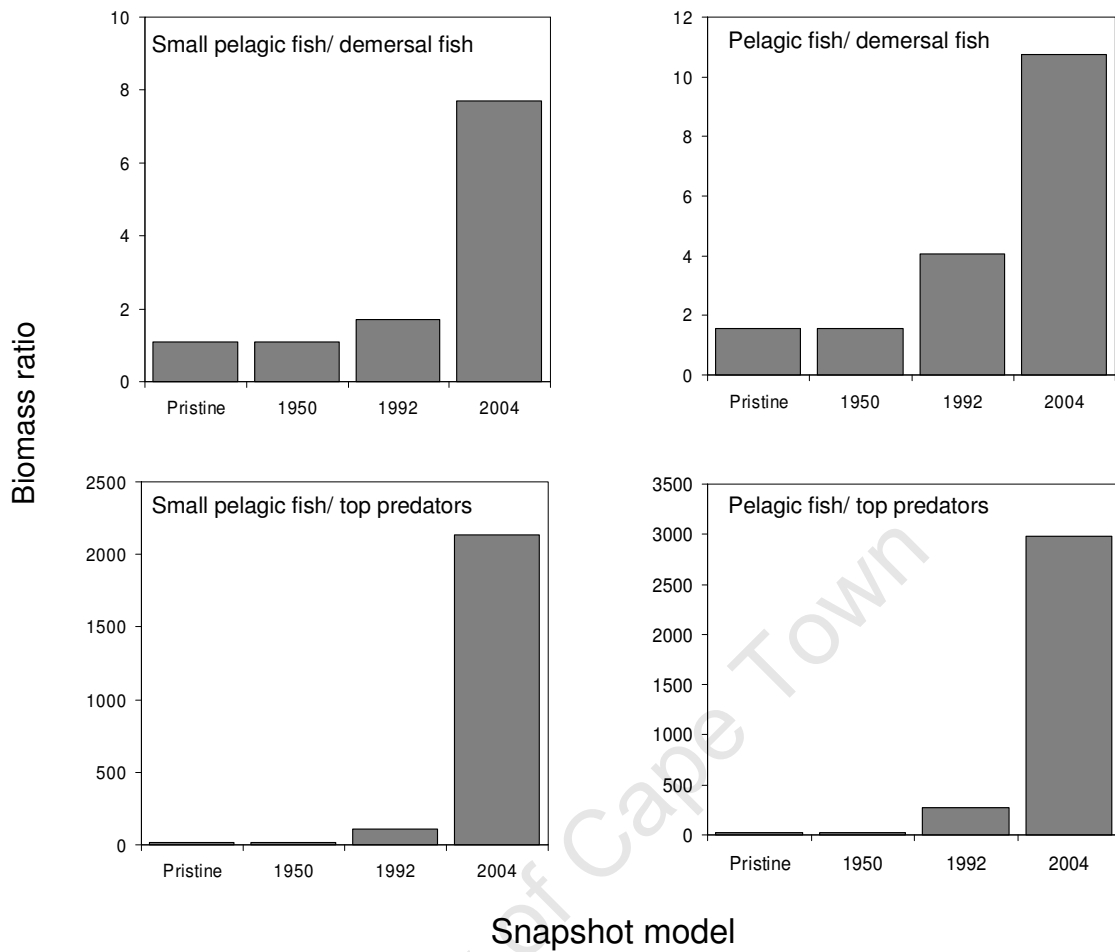 Small pelagic fish/ demersal fish
10
8
6
4
2
0
Pristine 1950 1992 2004
Pelagic fish/ demersal fish
12
10
8
6
4
2
0
Pristine 1950 1992 2004
Biomass ratio
Small pelagic fish/ top predators
2500
2000
1500
1000
500
0
Pristine 1950 1992 2004
Pelagic fish/ top predators
3500
3000
2500
2000
1500
1000
500
0
Pristine 1950 1992 2004
Snapshot model
of Cape Town